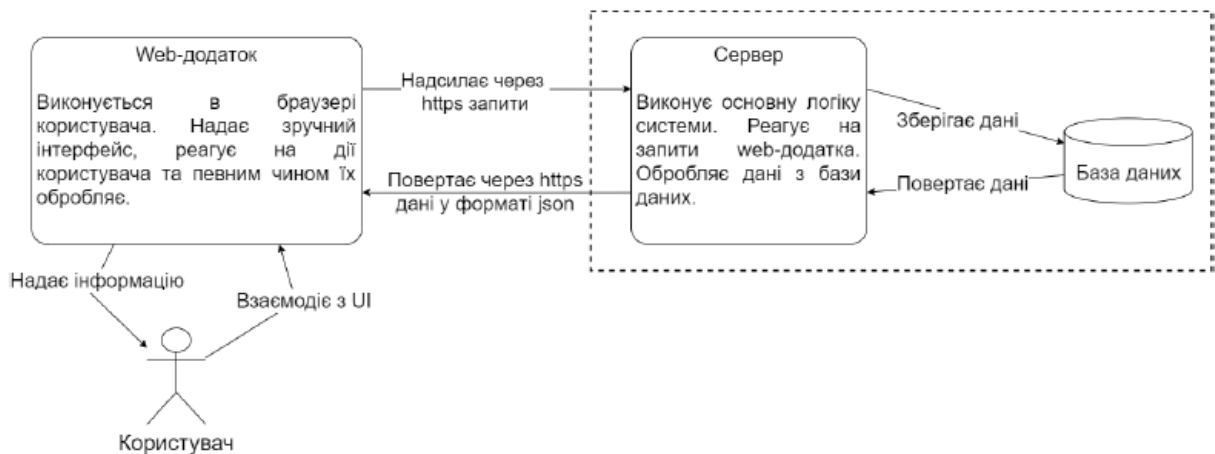 Web-додаток
Виконується в браузері
користувача. Надає зручний
інтерфейс, реагує на дії
користувача та певним чином їх
обробляє.
Надсилає через
https запити
Повертає через https
дані у форматі json
Сервер
Виконує основну логіку
системи. Реагує на
запити web-додатка.
Обробляє дані з бази
даних.
Зберігає дані
Повертає дані
База даних
Надає інформацію
Взаємодіє з UI
Користувач